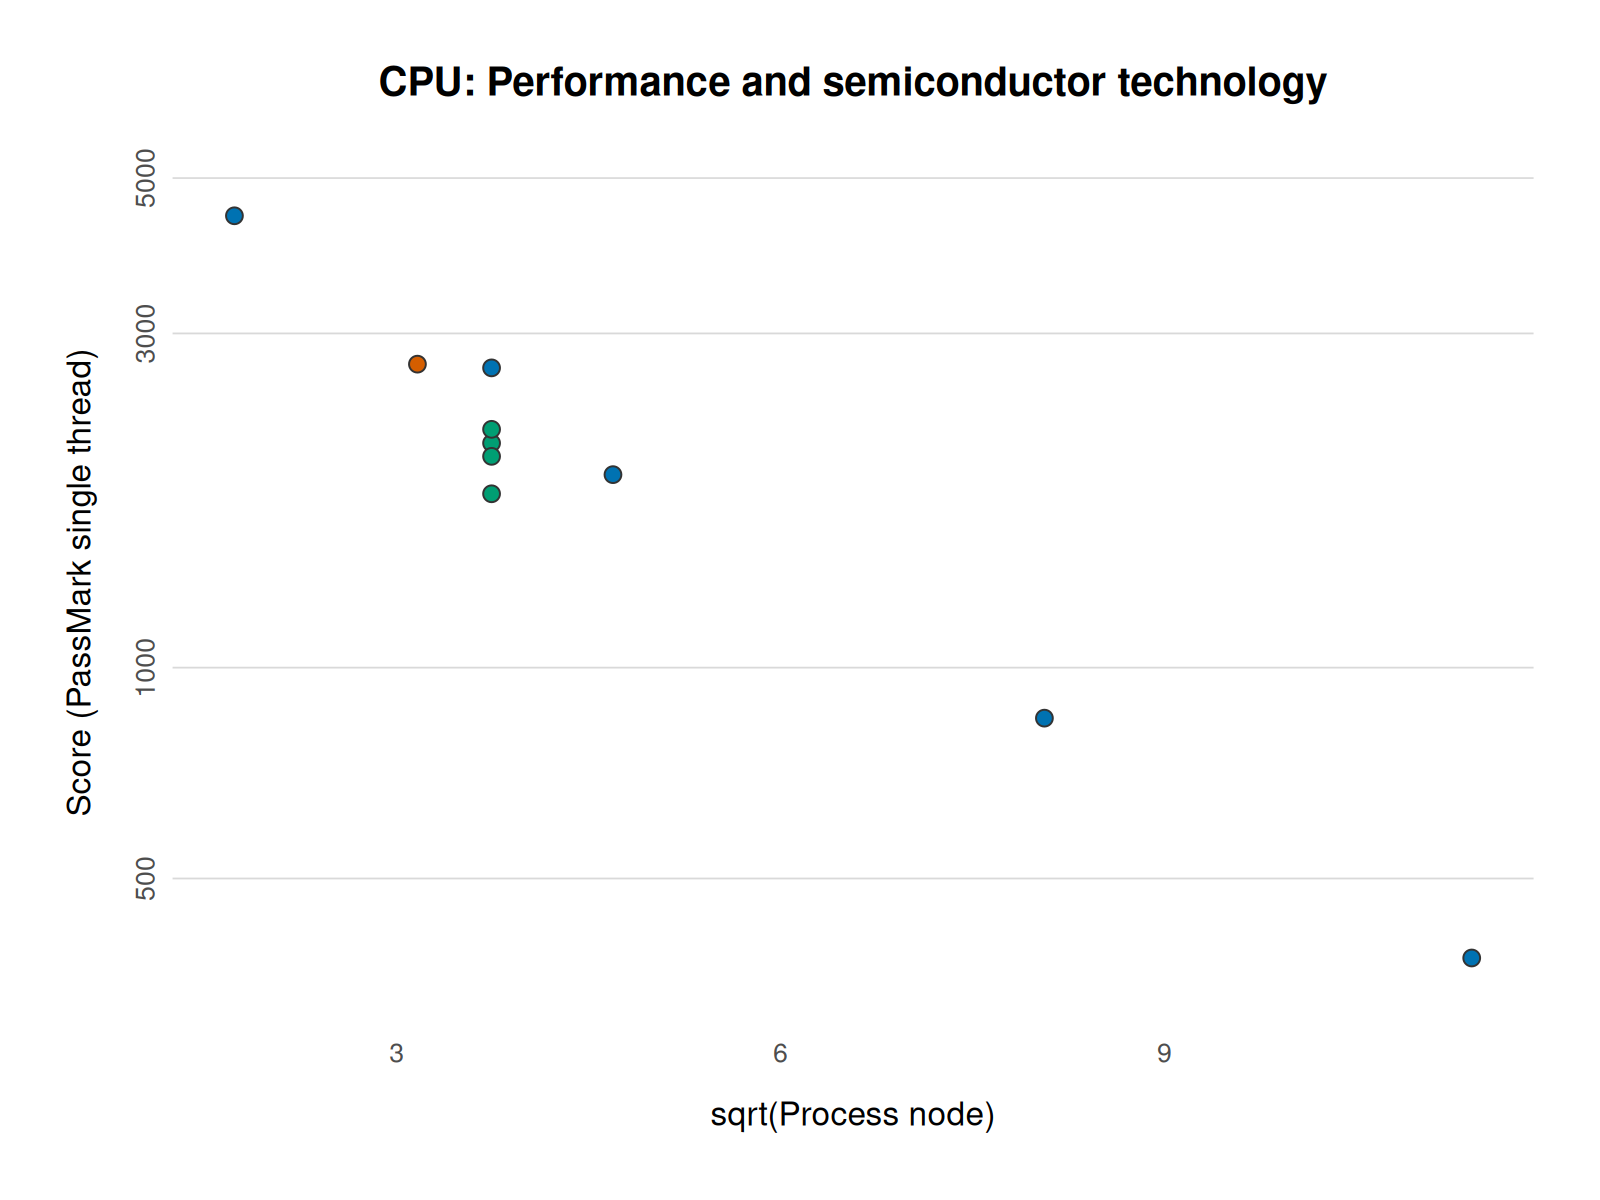 CPU: Performance and semiconductor technology
Score (PassMark single thread)
5000
3000
1000
500
3
6
9
sqrt(Process node)